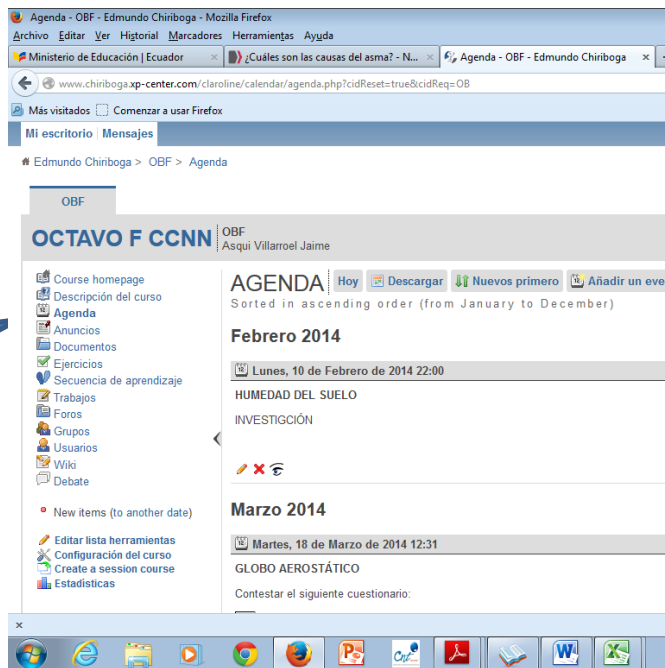 Agenda - OBF - Edmundo Chiriboga - Mozilla Firefox
Archivo Editar Ver Historial Marcadores Herramientas Ayuda
Ministerio de Educación | Ecuador × ¿Cuáles son las causas del asma? - N... × Agenda - OBF - Edmundo Chiriboga ×
www.chiriboga.xp-center.com/claroline/calendar/agenda.php?cidReset=true&cidReq=OB
Más visitados Comenzar a usar Firefox
Mi escritorio Mensajes
Edmundo Chiriboga > OBF > Agenda
OBF
OCTAVO F CCNN
OBF
Asqui Villarroel Jaime
Course homepage
Descripción del curso
Agenda
Anuncios
Documentos
Ejercicios
Secuencia de aprendizaje
Trabajos
Foros
Grupos
Usuarios
Wiki
Debate
New items (to another date)
Editar lista herramientas
Configuración del curso
Create a session course
Estadisticas
AGENDA Hoy Descargar Nuevos primero Añadir un eve
Sorted in ascending order (from January to December)
Febrero 2014
12 Lunes, 10 de Febrero de 2014 22:00
HUMEDAD DEL SUELO
INVESTIGCIÓN
Marzo 2014
12 Martes, 18 de Marzo de 2014 12:31
GLOBO AEROSTÁTICO
Contestar el siguiente cuestionario:
×